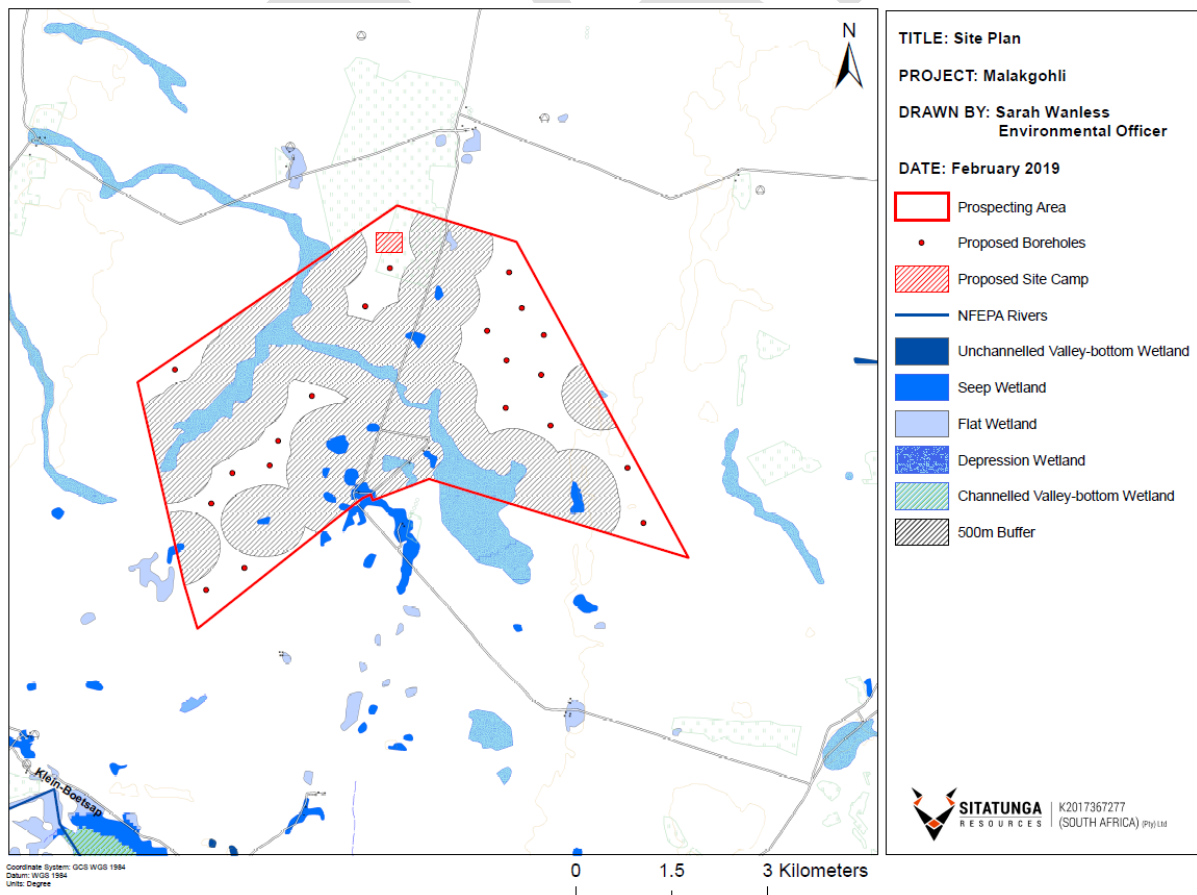 N
Klein-Boetsap
TITLE: Site Plan
PROJECT: Malakgohli
DRAWN BY: Sarah Wanless
Environmental Officer
DATE: February 2019
Prospecting Area
Proposed Boreholes
Proposed Site Camp
NFEPA Rivers
Unchannelled Valley-bottom Wetland
Seep Wetland
Flat Wetland
Depression Wetland
Channelled Valley-bottom Wetland
500m Buffer
SITATUNGA
RESOURCES
K2017367277
(SOUTH AFRICA) (Pty) Ltd
Coordinate System: GCS WGS 1984
Datum: WGS 1984
Units: Degree
0 1.5 3 Kilometers